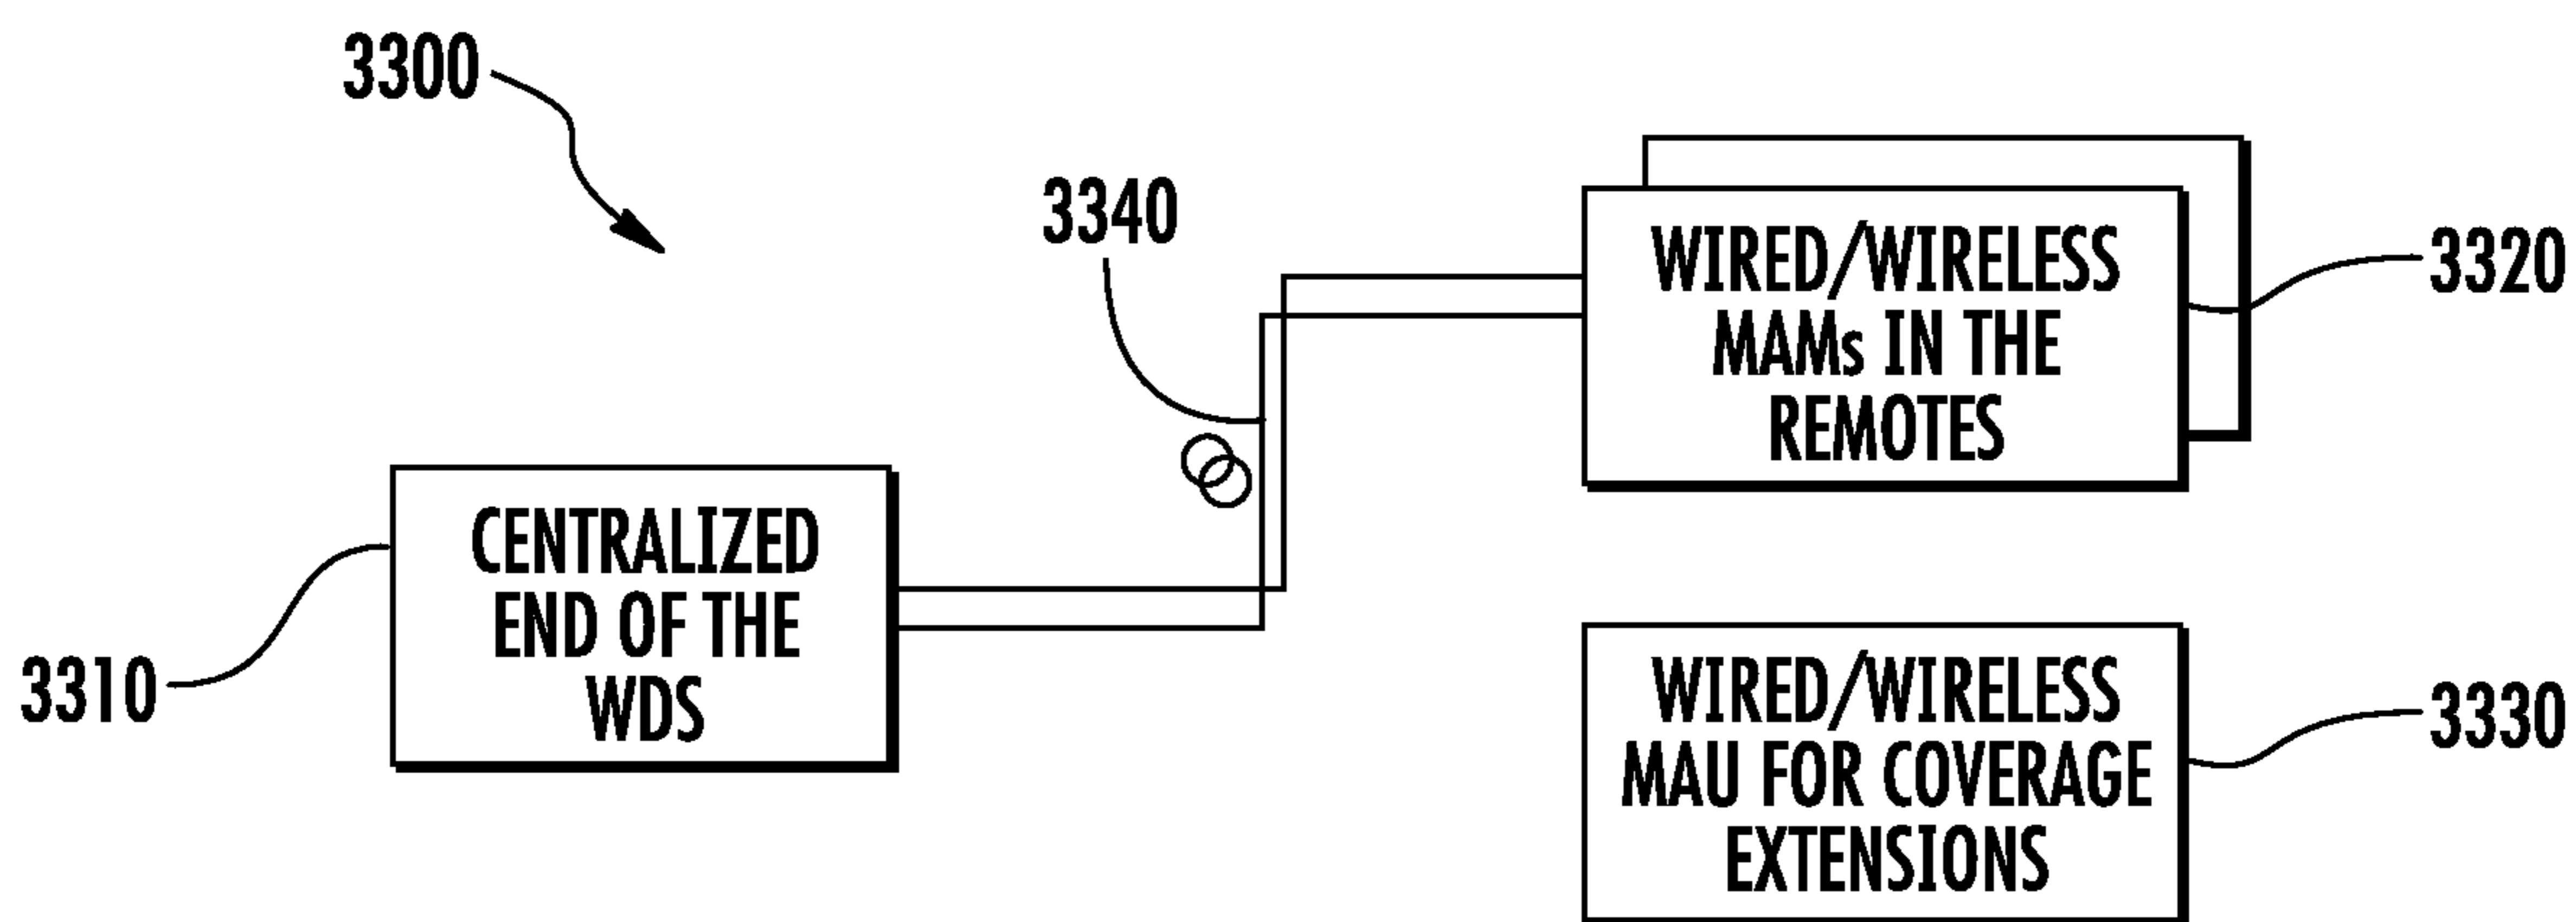 3300
3340
WIRED/WIRELESS
MAMs IN THE
REMOTES
3320
CENTRALIZED
END OF THE
WDS
3310
WIRED/WIRELESS
MAU FOR COVERAGE
EXTENSIONS
3330